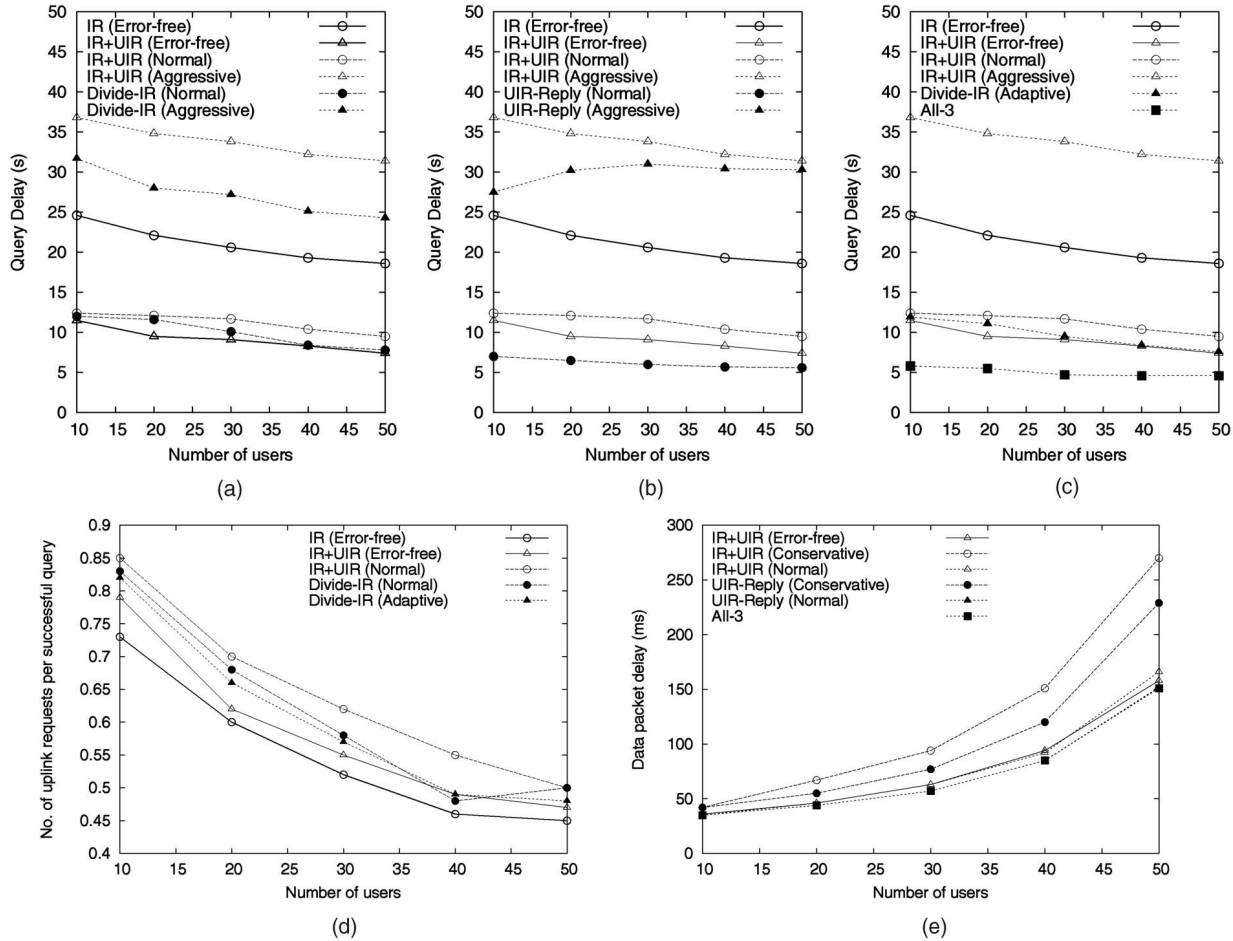 IR (Error-free)
IR+UIR (Error-free)
IR+UIR (Normal)
IR+UIR (Aggressive)
Divide-IR (Normal)
Divide-IR (Aggressive)
50
45
40
35
30
25
20
15
10
5
0
Query Delay (s)
10 15 20 25 30 35 40 45 50
Number of users
(a)
IR (Error-free)
IR+UIR (Error-free)
IR+UIR (Normal)
IR+UIR (Aggressive)
UIR-Reply (Normal)
UIR-Reply (Aggressive)
50
45
40
35
30
25
20
15
10
5
0
Query Delay (s)
10 15 20 25 30 35 40 45 50
Number of users
(b)
IR (Error-free)
IR+UIR (Error-free)
IR+UIR (Normal)
IR+UIR (Aggressive)
Divide-IR (Adaptive)
All-3
50
45
40
35
30
25
20
15
10
5
0
Query Delay (s)
10 15 20 25 30 35 40 45 50
Number of users
(c)
IR (Error-free)
IR+UIR (Error-free)
IR+UIR (Normal)
Divide-IR (Normal)
Divide-IR (Adaptive)
0.9
0.85
0.8
0.75
0.7
0.65
0.6
0.55
0.5
0.45
0.4
No. of uplink requests per successful query
10 15 20 25 30 35 40 45 50
Number of users
(d)
IR+UIR (Error-free)
IR+UIR (Conservative)
IR+UIR (Normal)
UIR-Reply (Conservative)
UIR-Reply (Normal)
All-3
300
250
200
150
100
50
0
Data packet delay (ms)
10 15 20 25 30 35 40 45 50
Number of users
(e)